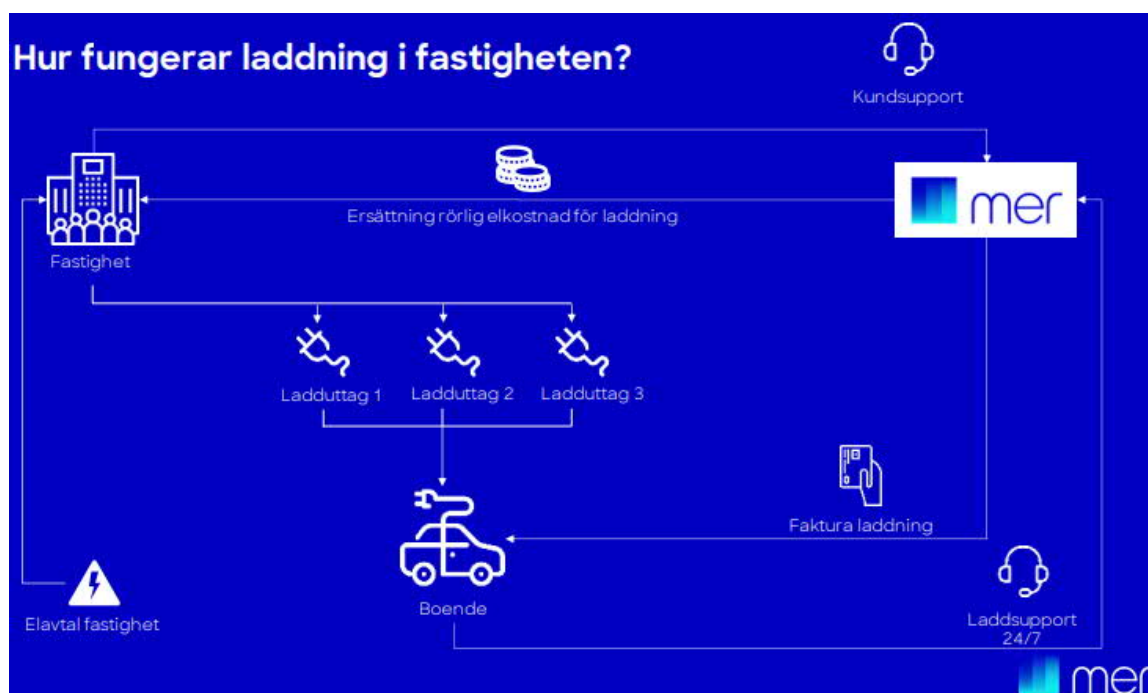 Hur fungerar laddning i fastigheten?
Kundsupport
mer
Ersättning rörlig elkostnad för laddning
Fastighet
Ladduttag 1
Ladduttag 2
Ladduttag 3
Faktura laddning
Boende
Elavtal fastighet
Laddsupport
24/7
mer